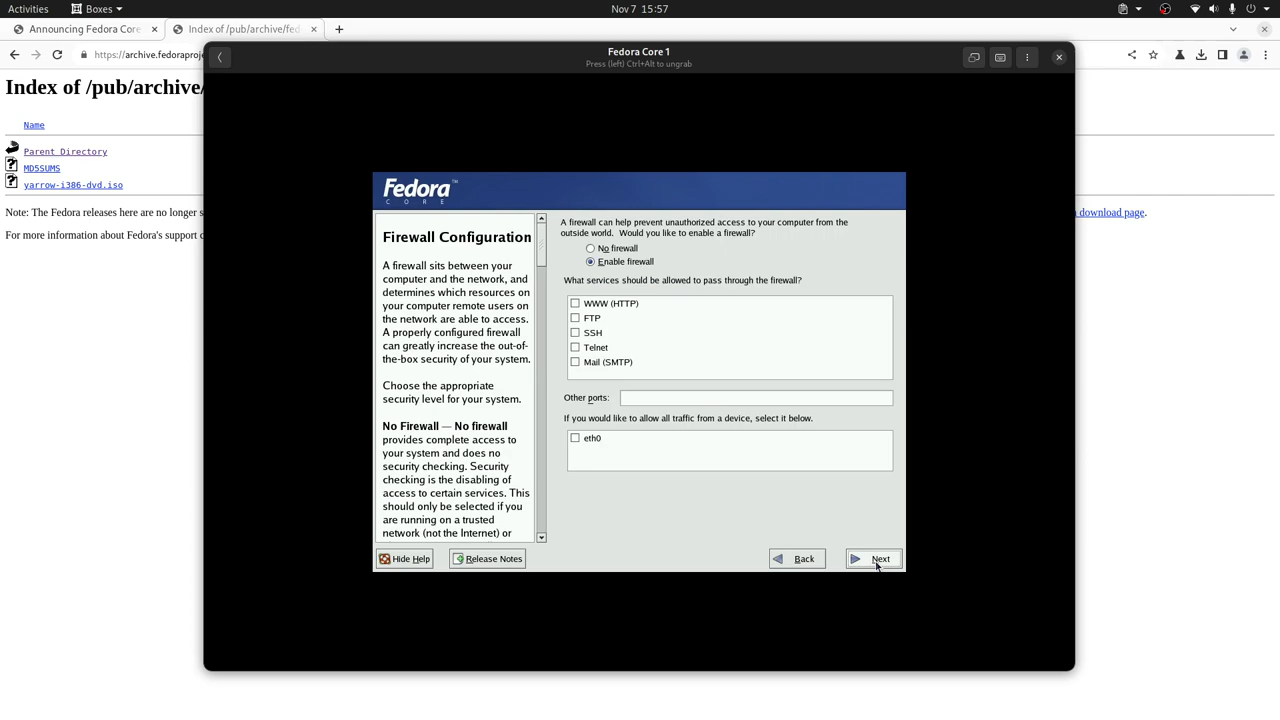 Activities
Boxes
Nov 7 15:57
Announcing Fedora Core
Index of /pub/archive/fed
https://archive.fedoraproje
Fedora Core 1
Press (left) Ctrl+Alt to ungrab
Index of /pub/archive/
Name
Parent Directory
MD5SUMS
yarrow-i386-dvd.iso
Note: The Fedora releases here are no longer s
download page.
For more information about Fedora's support c
Fedora™
CORE
Firewall Configuration
A firewall sits between your
computer and the network, and
determines which resources on
your computer remote users on
the network are able to access.
A properly configured firewall
can greatly increase the out-of-
the-box security of your system.
Choose the appropriate
security level for your system.
No Firewall — No firewall
provides complete access to
your system and does no
security checking. Security
checking is the disabling of
access to certain services. This
should only be selected if you
are running on a trusted
network (not the Internet) or
A firewall can help prevent unauthorized access to your computer from the
outside world. Would you like to enable a firewall?
No firewall
Enable firewall
What services should be allowed to pass through the firewall?
WWW (HTTP)
FTP
SSH
Telnet
Mail (SMTP)
Other ports:
If you would like to allow all traffic from a device, select it below.
eth0
Hide Help
Release Notes
Back
Next